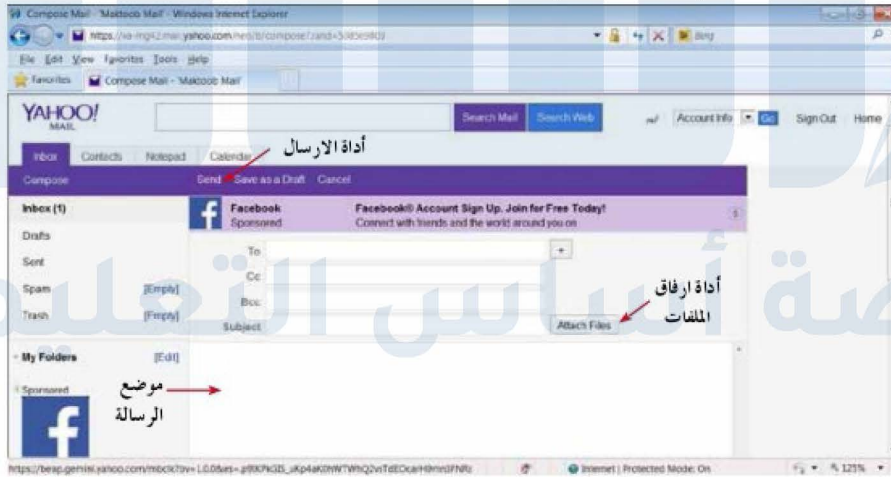 Compose Mail - 'Maktoob Mail' - Windows Internet Explorer
Bing
File Edit View Favorites Tools Help
Favorites Compose Mail - 'Maktoob Mail'
YAHOO!
MAIL
Search Mail Search Web
Account Info Go Sign Out Home
Inbox Contacts Notepad Calendar
أداة الارسال
Compose Send Save as a Draft Cancel
Inbox (1)
Facebook Facebook® Account Sign Up. Join for Free Today!
Sponsored Connect with friends and the world around you on
Drafts
Sent
Spam [Empty]
Trash [Empty]
To +
Cc
Bcc
Subject Attach Files
أداة ارفاق
الملفات
My Folders [Edit]
Sponsored
موضع
الرسالة
Internet | Protected Mode: On 125%